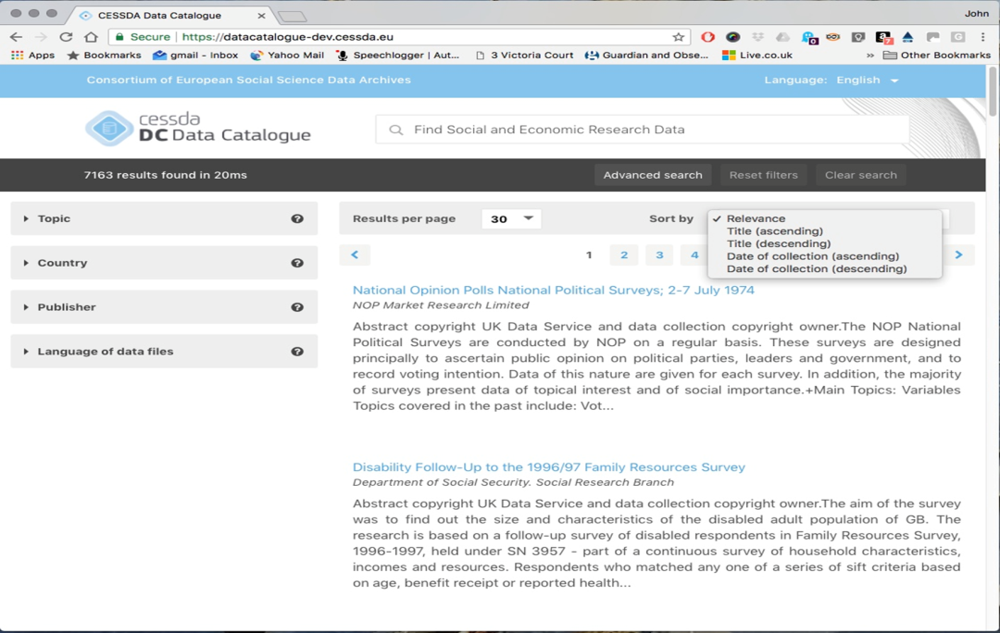 CESSDA Data Catalogue
John
Secure | https://datacatalogue-dev.cessda.eu
Apps Bookmarks gmail - Inbox Yahoo Mail Speechlogger | Aut... 3 Victoria Court Guardian and Obse... Live.co.uk » Other Bookmarks
Consortium of European Social Science Data Archives
Language: English
cessda
DC Data Catalogue
Find Social and Economic Research Data
7163 results found in 20ms
Advanced search Reset filters Clear search
Topic
Country
Publisher
Language of data files
Results per page 30 Sort by
Relevance
Title (ascending)
Title (descending)
Date of collection (ascending)
Date of collection (descending)
< 1 2 3 4 >
National Opinion Polls National Political Surveys; 2-7 July 1974
NOP Market Research Limited
Abstract copyright UK Data Service and data collection copyright owner.The NOP National
Political Surveys are conducted by NOP on a regular basis. These surveys are designed
principally to ascertain public opinion on political parties, leaders and government, and to
record voting intention. Data of this nature are given for each survey. In addition, the majority
of surveys present data of topical interest and of social importance.+Main Topics: Variables
Topics covered in the past include: Vot...
Disability Follow-Up to the 1996/97 Family Resources Survey
Department of Social Security. Social Research Branch
Abstract copyright UK Data Service and data collection copyright owner.The aim of the survey
was to find out the size and characteristics of the disabled adult population of GB. The
research is based on a follow-up survey of disabled respondents in Family Resources Survey,
1996-1997, held under SN 3957 - part of a continuous survey of household characteristics,
incomes and resources. Respondents who matched any one of a series of sift criteria based
on age, benefit receipt or reported health...